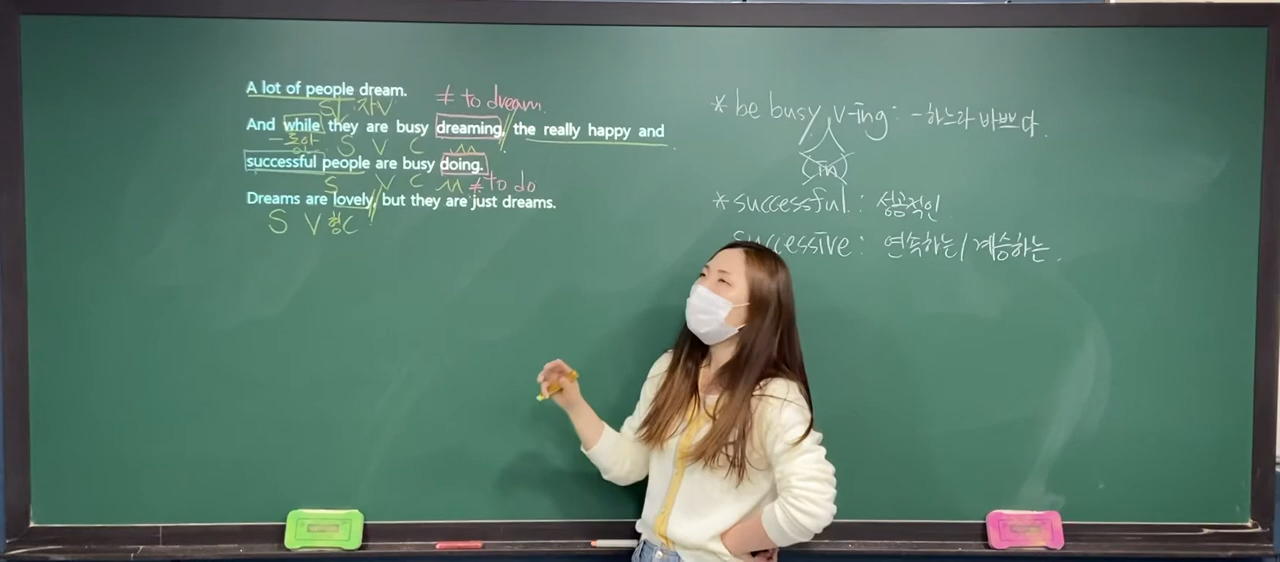 A lot of people dream. ≠ to dream.
S 자V
And while they are busy dreaming, the really happy and
~동안 S V C
successful people are busy doing.
S V C ≠ to do
Dreams are lovely, but they are just dreams.
S V 형C
* be busy, v-ing : ~하느라 바쁘다.
(in)
* successful : 성공적인
successive : 연속하는/ 계승하는.